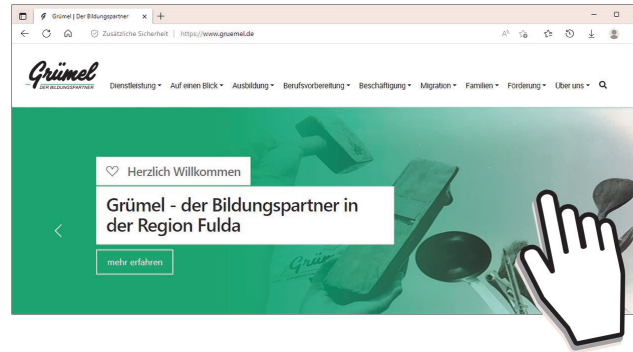 Grümel | Der Bildungspartner
Zusätzliche Sicherheit | https://www.gruemel.de
Grümel
DER BILDUNGSPARTNER
Dienstleistung Auf einen Blick Ausbildung Berufsvorbereitung Beschäftigung Migration Familien Förderung Über uns
Herzlich Willkommen
Grümel - der Bildungspartner in
der Region Fulda
mehr erfahren
Grümel